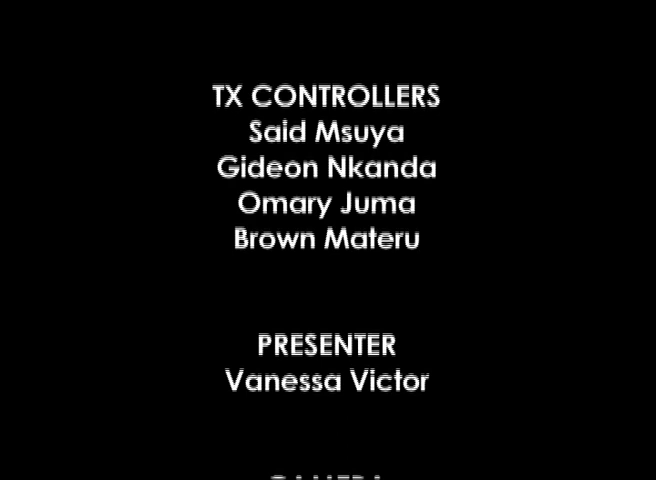 TX CONTROLLERS
Said Msuya
Gideon Nkanda
Omary Juma
Brown Materu
PRESENTER
Vanessa Victor